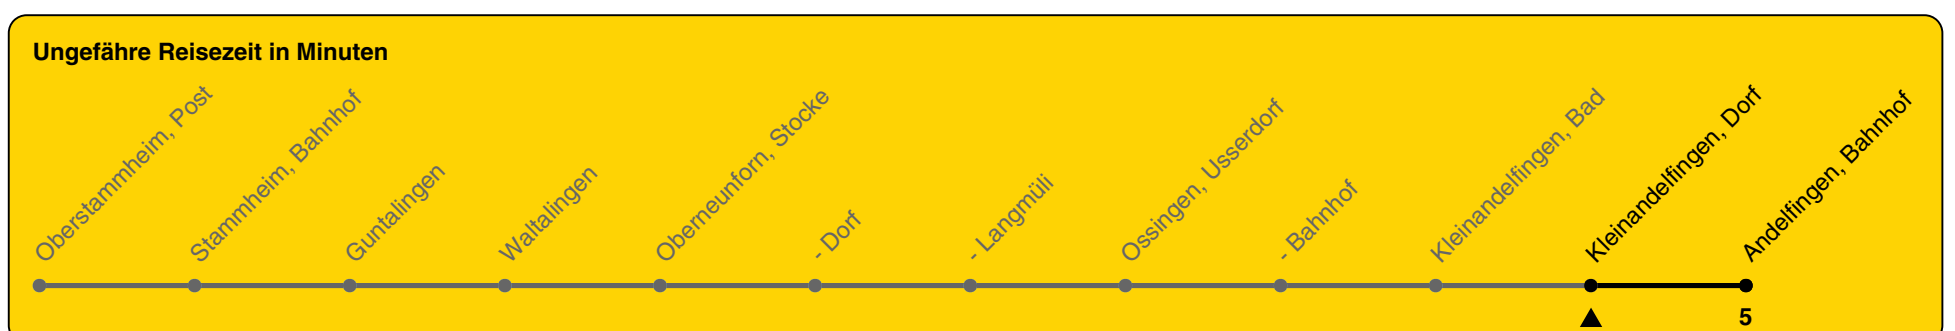 Ungefähre Reisezeit in Minuten
Oberstammheim, Post
Stammheim, Bahnhof
Guntalingen
Waltalingen
Oberneunforn, Stocke
- Dorf
- Langmüli
Ossingen, Usserdorf
- Bahnhof
Kleinandelfingen, Bad
Kleinandelfingen, Dorf
Andelfingen, Bahnhof
5